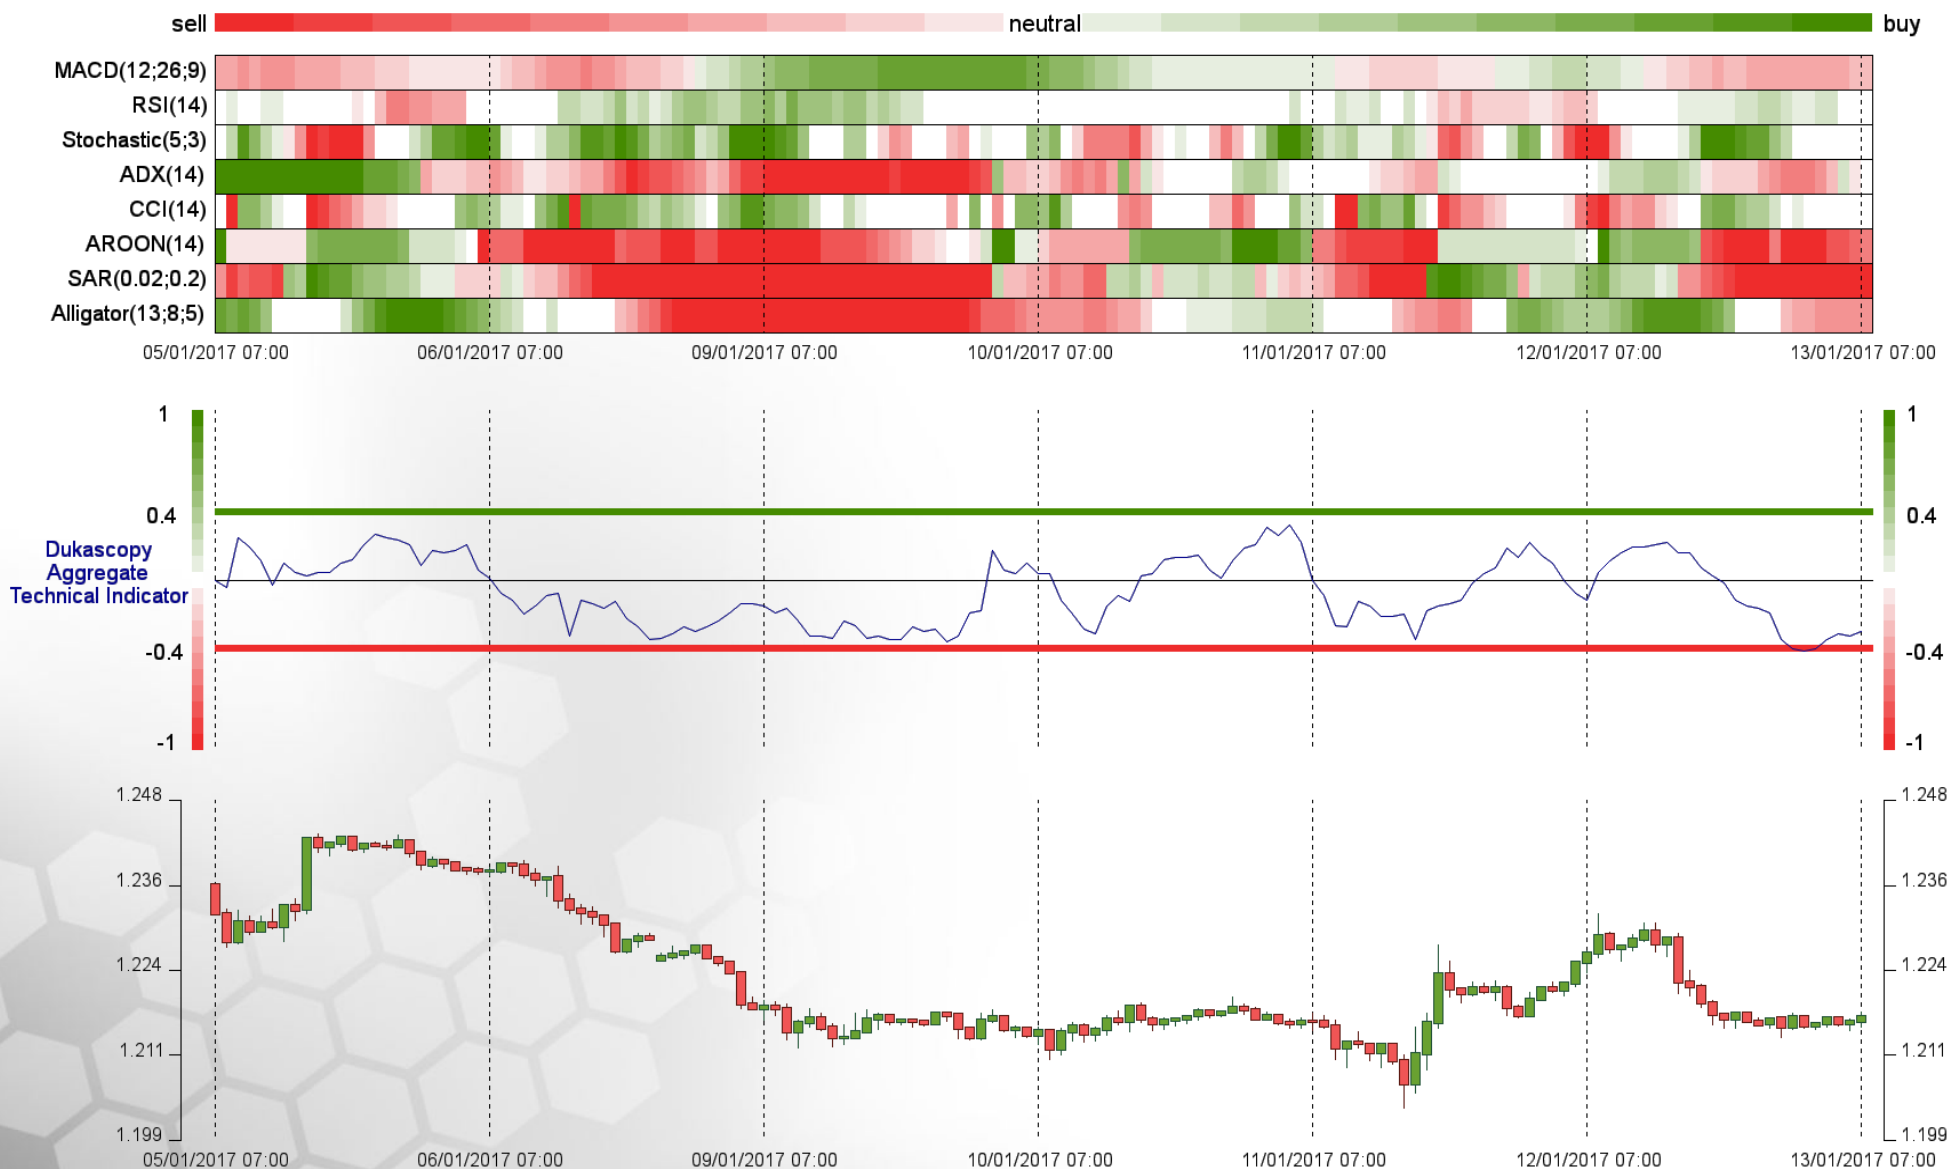 sell neutral buy
MACD(12;26;9)
RSI(14)
Stochastic(5;3)
ADX(14)
CCI(14)
AROON(14)
SAR(0.02;0.2)
Alligator(13;8;5)
05/01/2017 07:00 06/01/2017 07:00 09/01/2017 07:00 10/01/2017 07:00 11/01/2017 07:00 12/01/2017 07:00 13/01/2017 07:00
1 1
0.4 0.4
Dukascopy
Aggregate
Technical Indicator
-0.4 -0.4
-1 -1
1.248 1.248
1.236 1.236
1.224 1.224
1.211 1.211
1.199 1.199
05/01/2017 07:00 06/01/2017 07:00 09/01/2017 07:00 10/01/2017 07:00 11/01/2017 07:00 12/01/2017 07:00 13/01/2017 07:00